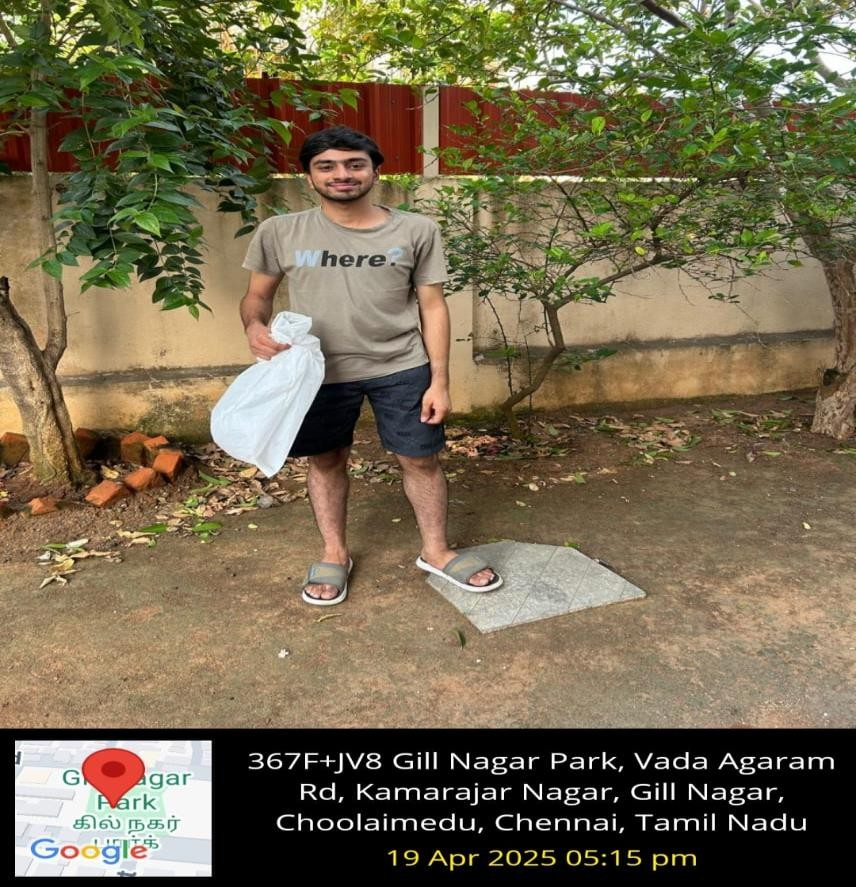 Where?
Gill Nagar
Park
கில் நகர்
பார்க்
Google
367F+JV8 Gill Nagar Park, Vada Agaram
Rd, Kamarajar Nagar, Gill Nagar,
Choolaimedu, Chennai, Tamil Nadu
19 Apr 2025 05:15 pm